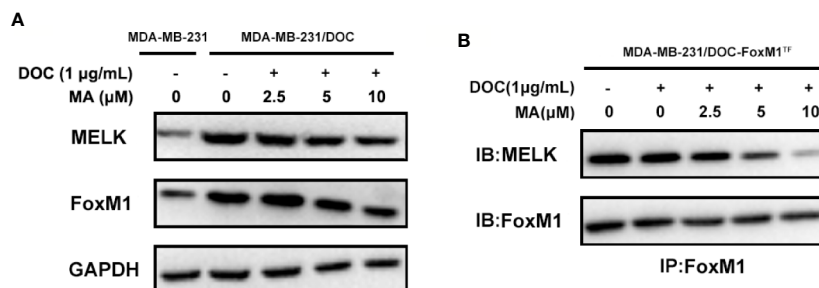 A
MDA-MB-231 MDA-MB-231/DOC
DOC (1 µg/mL) - - + + +
MA (µM) 0 0 2.5 5 10
MELK
FoxM1
GAPDH
B
MDA-MB-231/DOC-FoxM1ᵀᶠ
DOC(1µg/mL) - + + + +
MA(µM) 0 0 2.5 5 10
IB:MELK
IB:FoxM1
IP:FoxM1